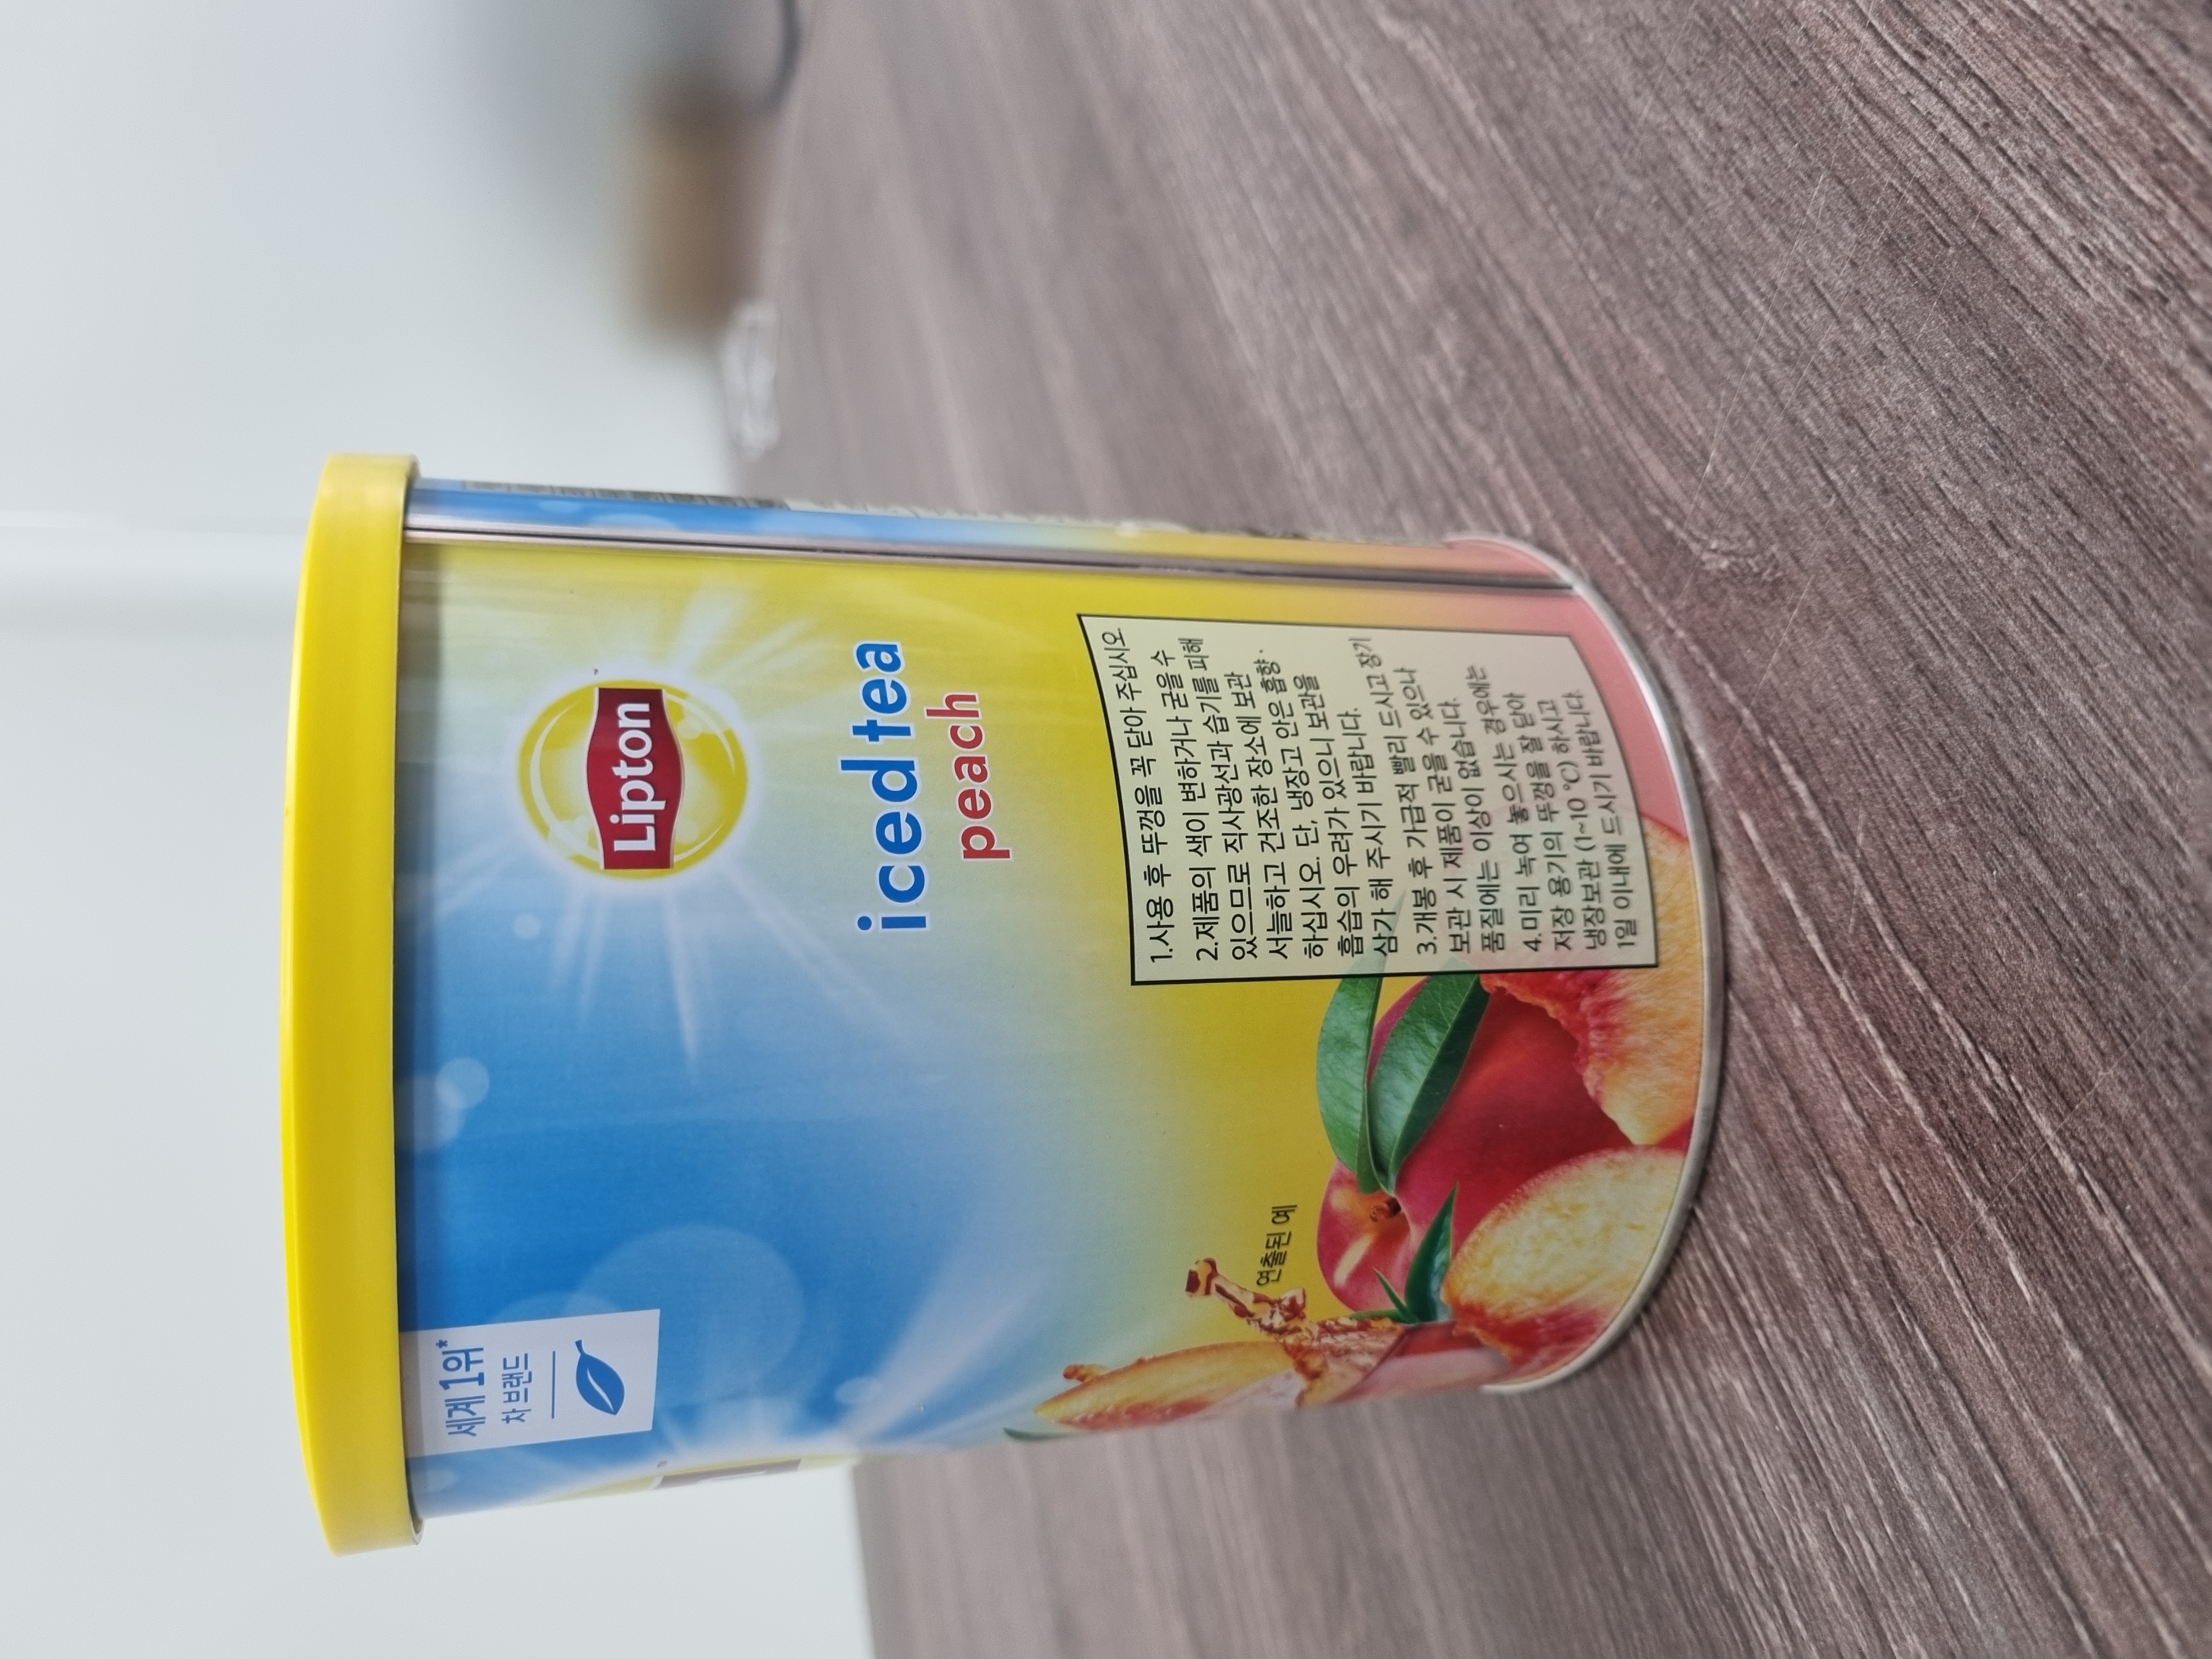 세계 1위*
차 브랜드
Lipton
iced tea
peach
연출된 예
1.사용 후 뚜껑을 꼭 닫아 주십시오
2.제품의 색이 변하거나 굳을 수
있으므로 직사광선과 습기를 피해
서늘하고 건조한 장소에 보관
하십시오. 단, 냉장고 안은 흡향·
흡습의 우려가 있으니 보관을
삼가 해 주시기 바랍니다.
3.개봉 후 가급적 빨리 드시고 장기
보관 시 제품이 굳을 수 있으나
품질에는 이상이 없습니다.
4.미리 녹여 놓으시는 경우에는
저장 용기의 뚜껑을 잘 닫아
냉장보관 (1~10 ℃) 하시고
1일 이내에 드시기 바랍니다.